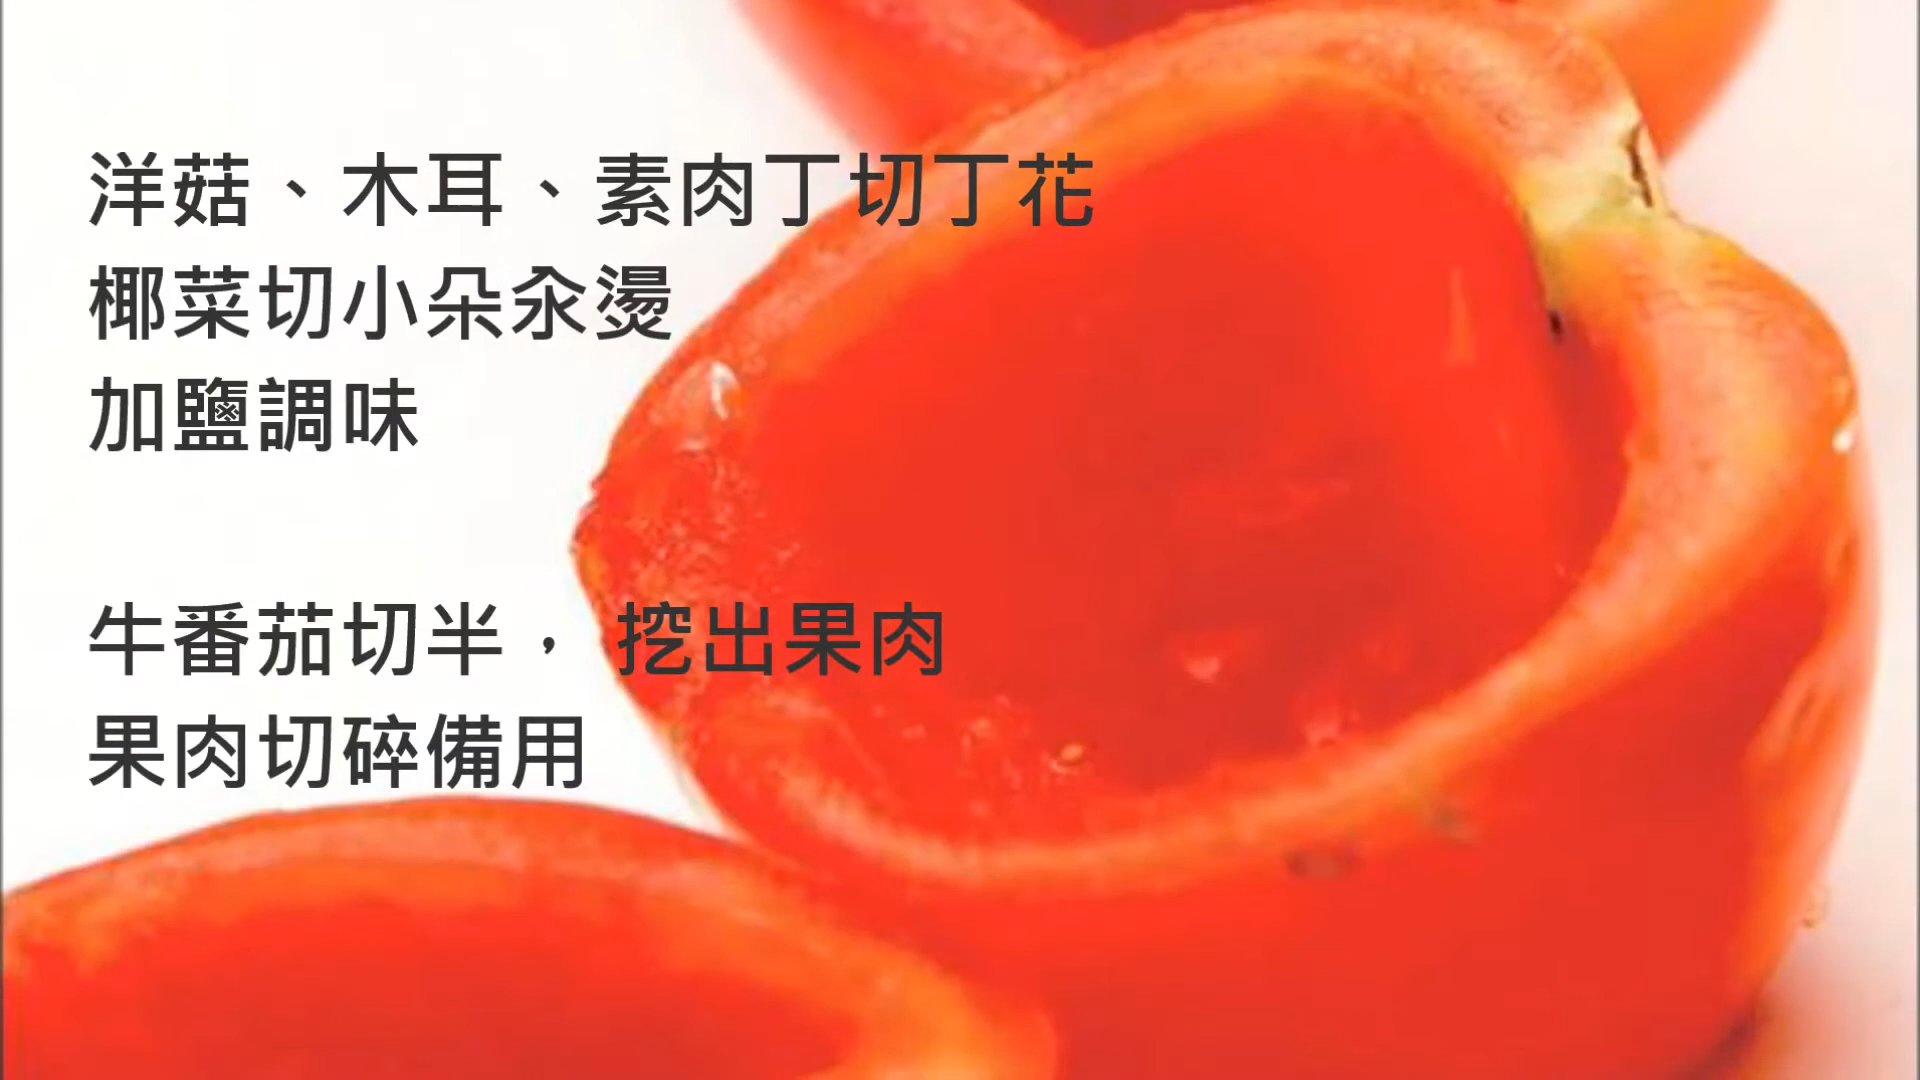 洋菇、木耳、素肉丁切丁花
椰菜切小朵汆燙
加鹽調味
牛番茄切半， 挖出果肉
果肉切碎備用